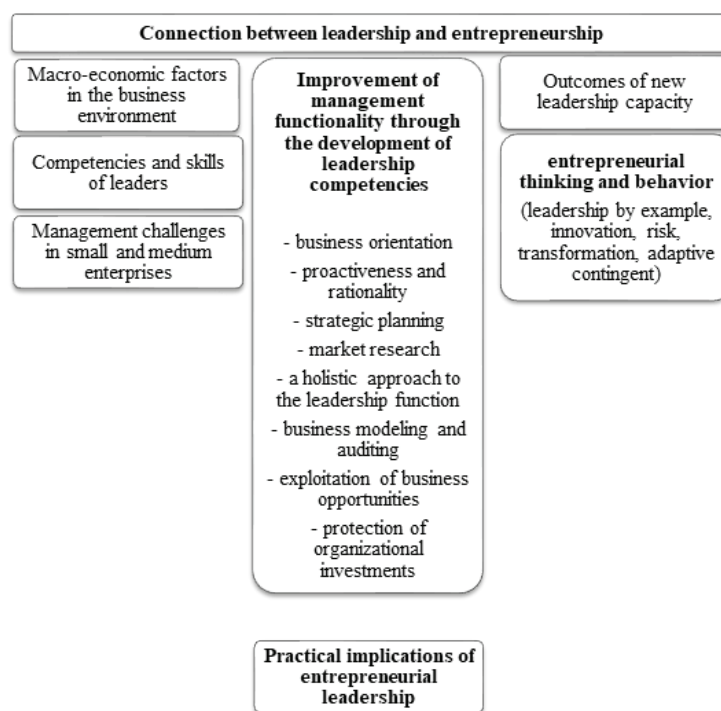 Connection between leadership and entrepreneurship
Macro-economic factors
in the business
environment
Competencies and skills
of leaders
Management challenges
in small and medium
enterprises
Improvement of
management
functionality through
the development of
leadership
competencies
- business orientation
- proactiveness and
rationality
- strategic planning
- market research
- a holistic approach to
the leadership function
- business modeling and
auditing
- exploitation of business
opportunities
- protection of
organizational
investments
Outcomes of new
leadership capacity
entrepreneurial
thinking and behavior
(leadership by example,
innovation, risk,
transformation, adaptive
contingent)
Practical implications of
entrepreneurial
leadership